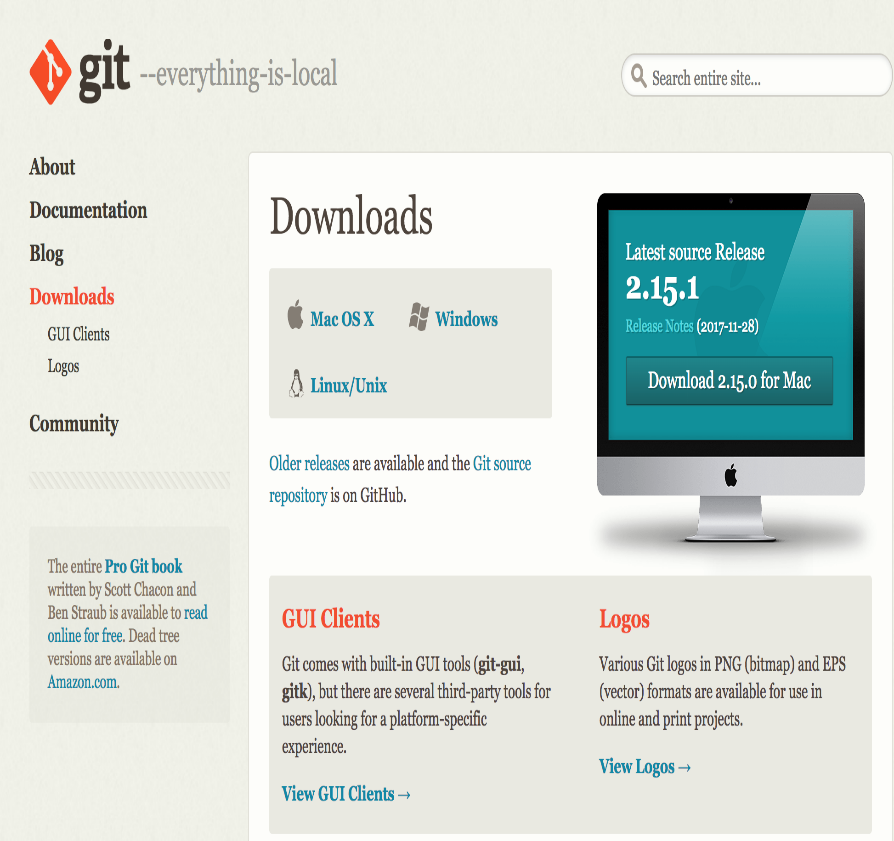 git --everything-is-local
Search entire site...
About
Documentation
Blog
Downloads
GUI Clients
Logos
Community
The entire Pro Git book
written by Scott Chacon and
Ben Straub is available to read
online for free. Dead tree
versions are available on
Amazon.com.
Downloads
Mac OS X
Windows
Linux/Unix
Older releases are available and the Git source
repository is on GitHub.
Latest source Release
2.15.1
Release Notes (2017-11-28)
Download 2.15.0 for Mac
GUI Clients
Git comes with built-in GUI tools (git-gui,
gitk), but there are several third-party tools for
users looking for a platform-specific
experience.
View GUI Clients →
Logos
Various Git logos in PNG (bitmap) and EPS
(vector) formats are available for use in
online and print projects.
View Logos →